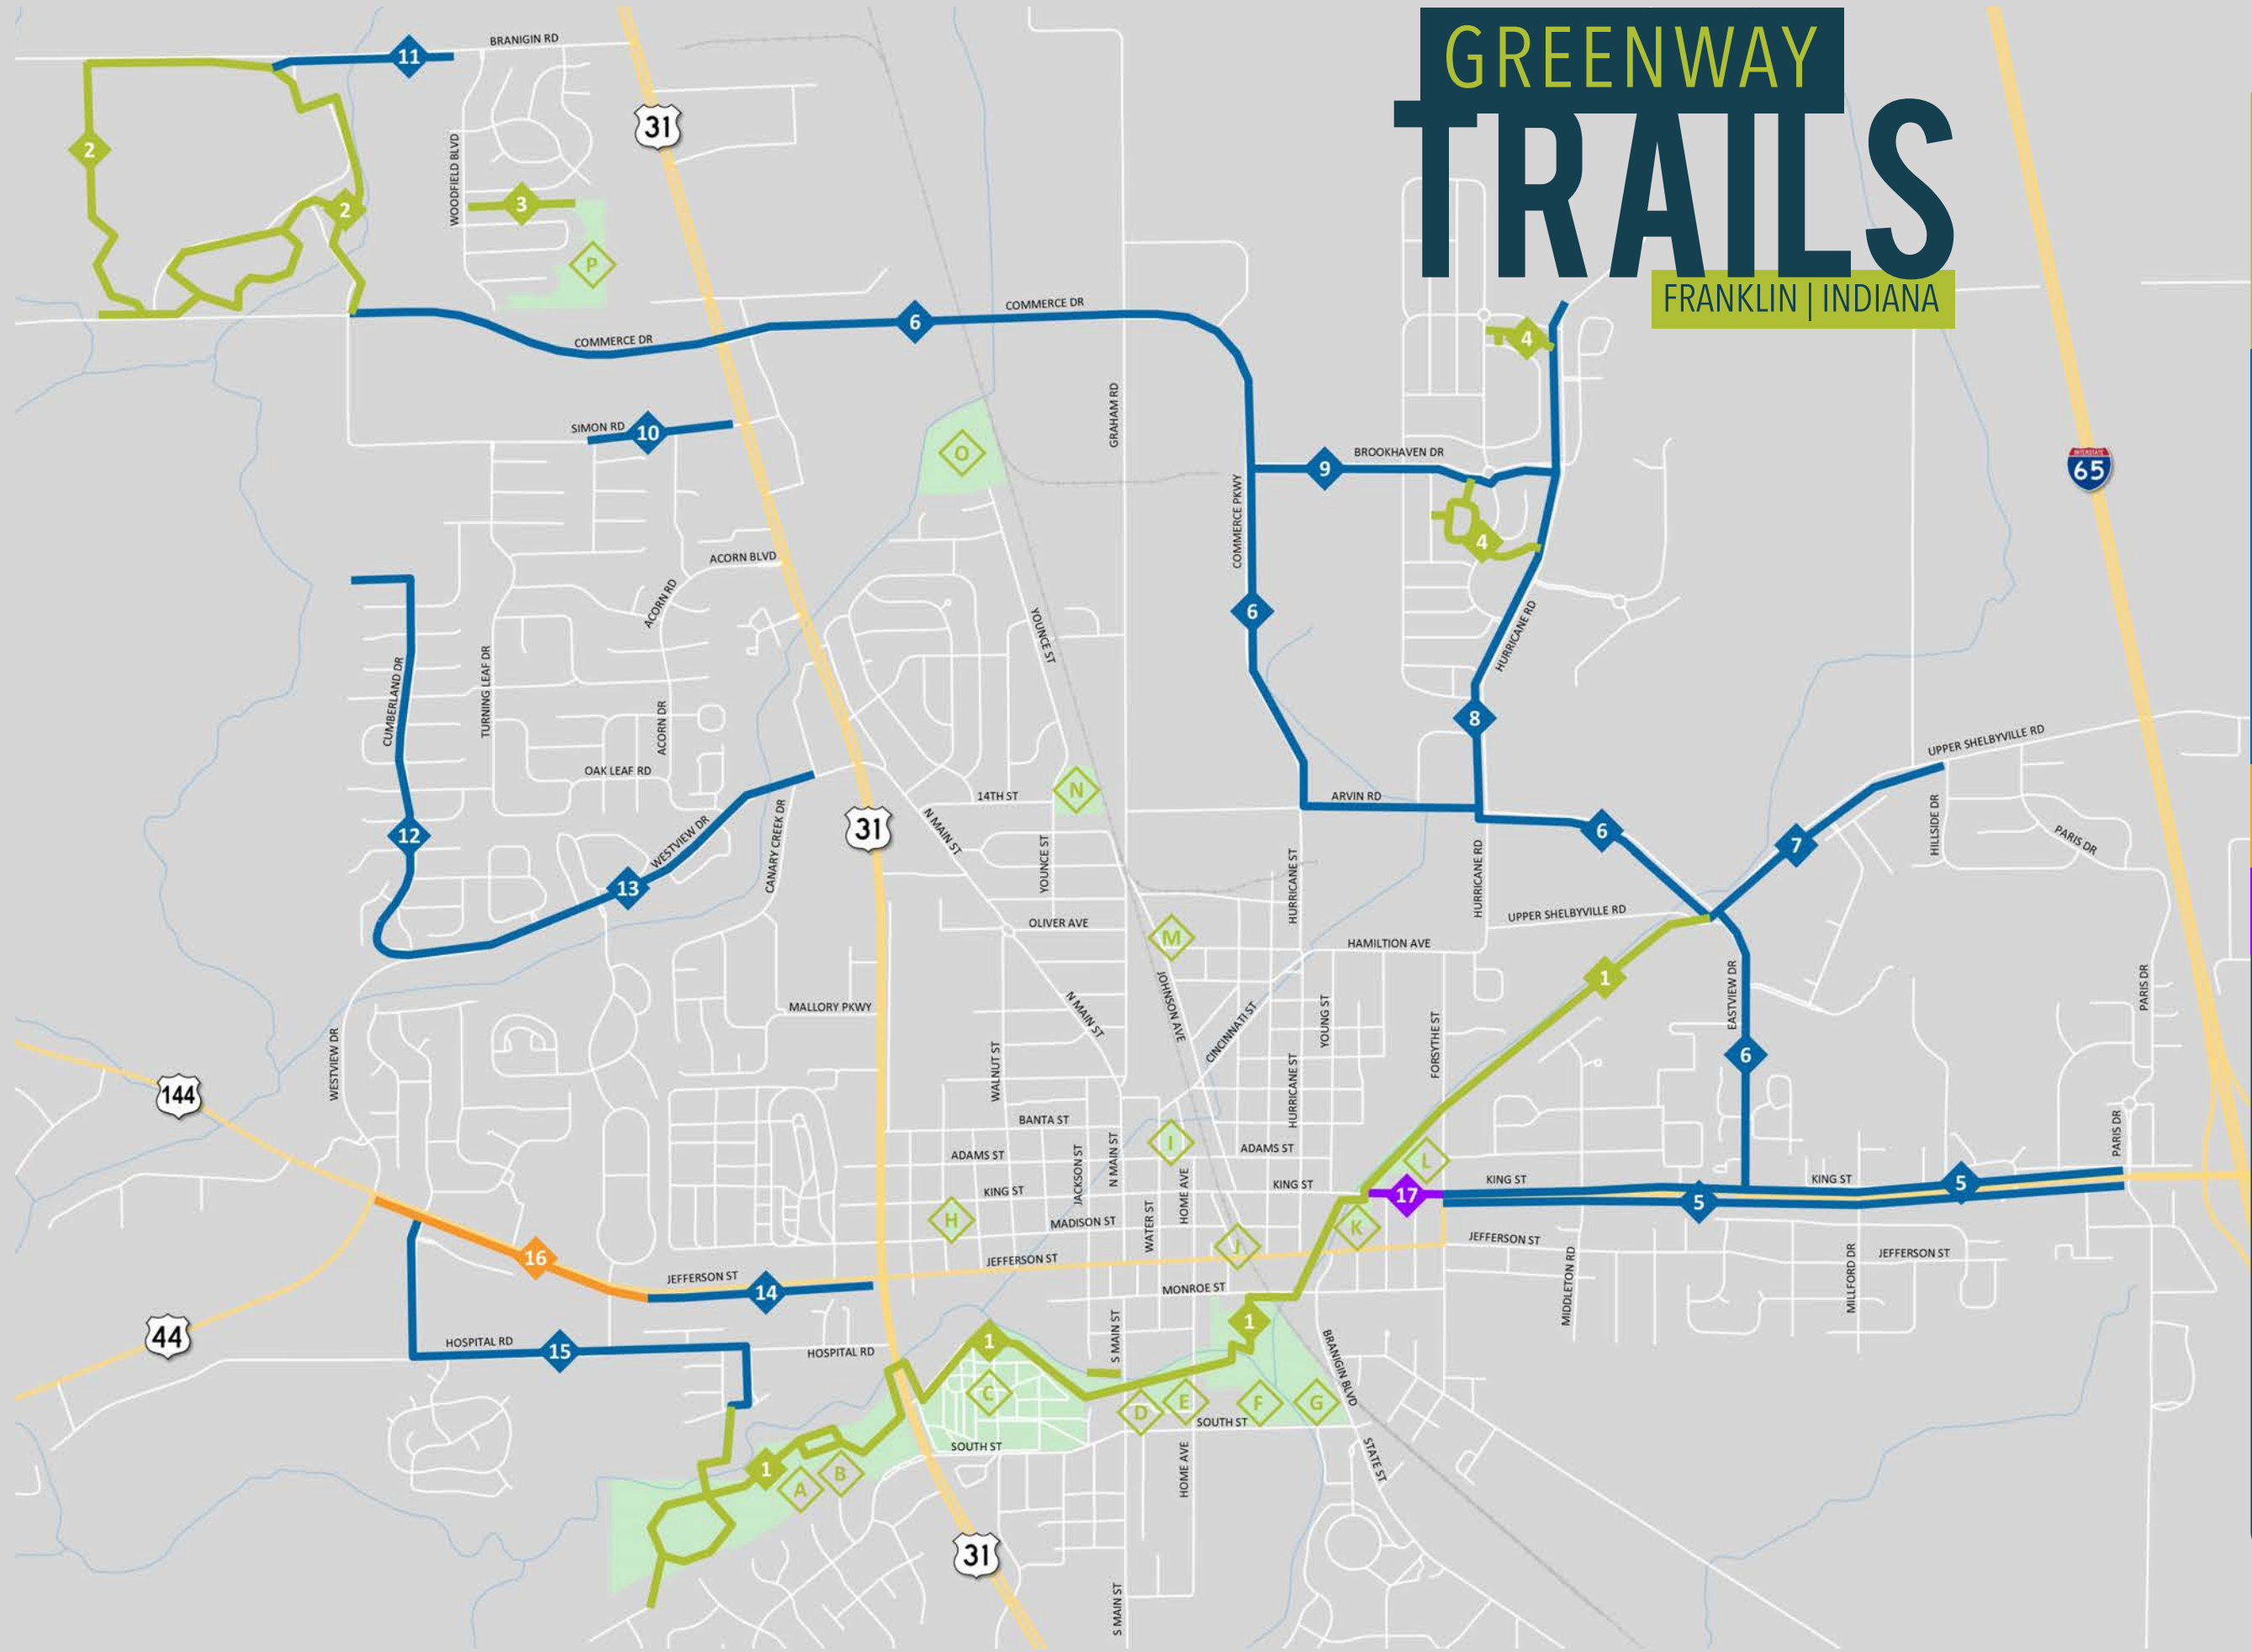 GREENWAY
TRAILS
FRANKLIN | INDIANA
11
BRANIGIN RD
31
2
WOODFIELD BLVD
3
2
P
COMMERCE DR
6
COMMERCE DR
4
GRAHAM RD
SIMON RD
10
O
BROOKHAVEN DR
9
INTERSTATE
65
COMMERCE PKWY
4
ACORN BLVD
ACORN RD
YOUNCE ST
6
HURRICANE RD
CUMBERLAND DR
TURNING LEAF DR
ACORN DR
8
UPPER SHELBYVILLE RD
OAK LEAF RD
14TH ST
N
ARVIN RD
12
WESTVIEW DR
CANARY CREEK DR
31
N MAIN ST
6
7
HILLSIDE DR
PARIS DR
13
YOUNCE ST
HURRICANE ST
HURRICANE RD
OLIVER AVE
UPPER SHELBYVILLE RD
M
HAMILTION AVE
1
JOHNSON AVE
EASTVIEW DR
PARIS DR
MALLORY PKWY
N MAIN ST
CINCINNATI ST
YOUNG ST
FORSYTHE ST
WESTVIEW DR
WALNUT ST
6
144
HURRICANE ST
BANTA ST
PARIS DR
ADAMS ST
I
ADAMS ST
L
JACKSON ST
N MAIN ST
KING ST
HOME AVE
KING ST
17
KING ST
KING ST
5
5
H
MADISON ST
WATER ST
K
J
16
JEFFERSON ST
JEFFERSON ST
JEFFERSON ST
JEFFERSON ST
14
MONROE ST
MIDDLETON RD
MILLFORD DR
44
HOSPITAL RD
15
HOSPITAL RD
1
S MAIN ST
1
BRANIGIN BLVD
C
D
E
F
G
SOUTH ST
SOUTH ST
1
A
B
HOME AVE
STATE ST
31
S MAIN ST